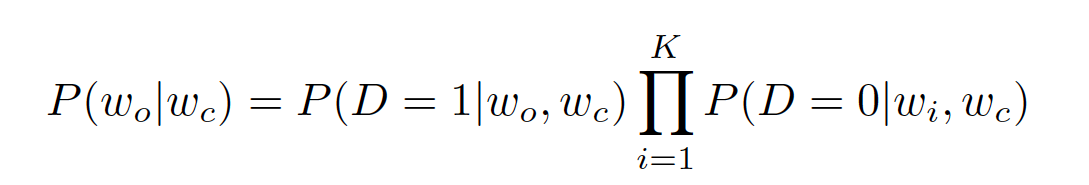 P(w_o|w_c) = P(D = 1|w_o, w_c) \prod_{i=1}^{K} P(D = 0|w_i, w_c)